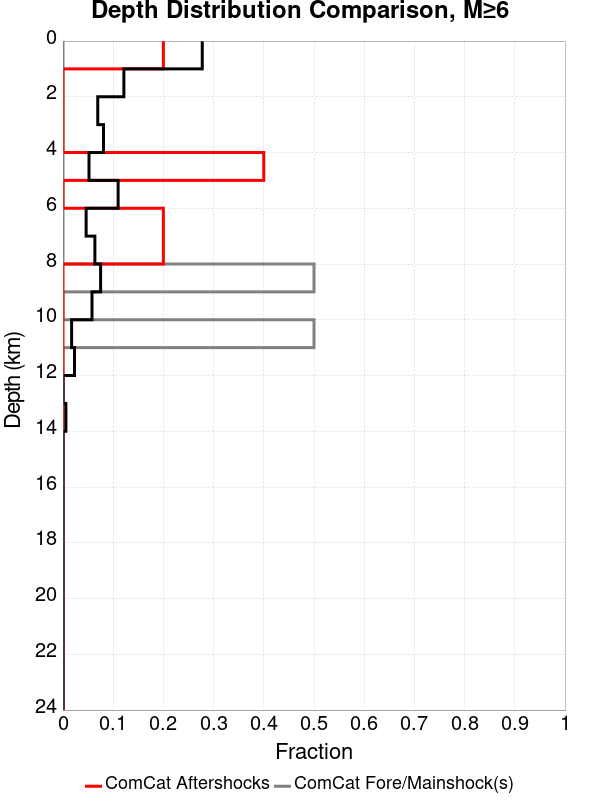 Depth Distribution Comparison, M≥6
0
2
4
6
8
10
12
14
16
18
20
22
24
Depth (km)
0 0.1 0.2 0.3 0.4 0.5 0.6 0.7 0.8 0.9 1
Fraction
ComCat Aftershocks ComCat Fore/Mainshock(s)